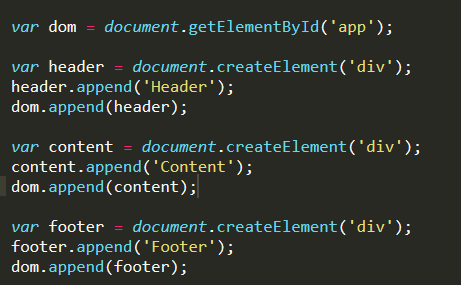 var dom = document.getElementById('app');
var header = document.createElement('div');
header.append('Header');
dom.append(header);
var content = document.createElement('div');
content.append('Content');
dom.append(content);
var footer = document.createElement('div');
footer.append('Footer');
dom.append(footer);